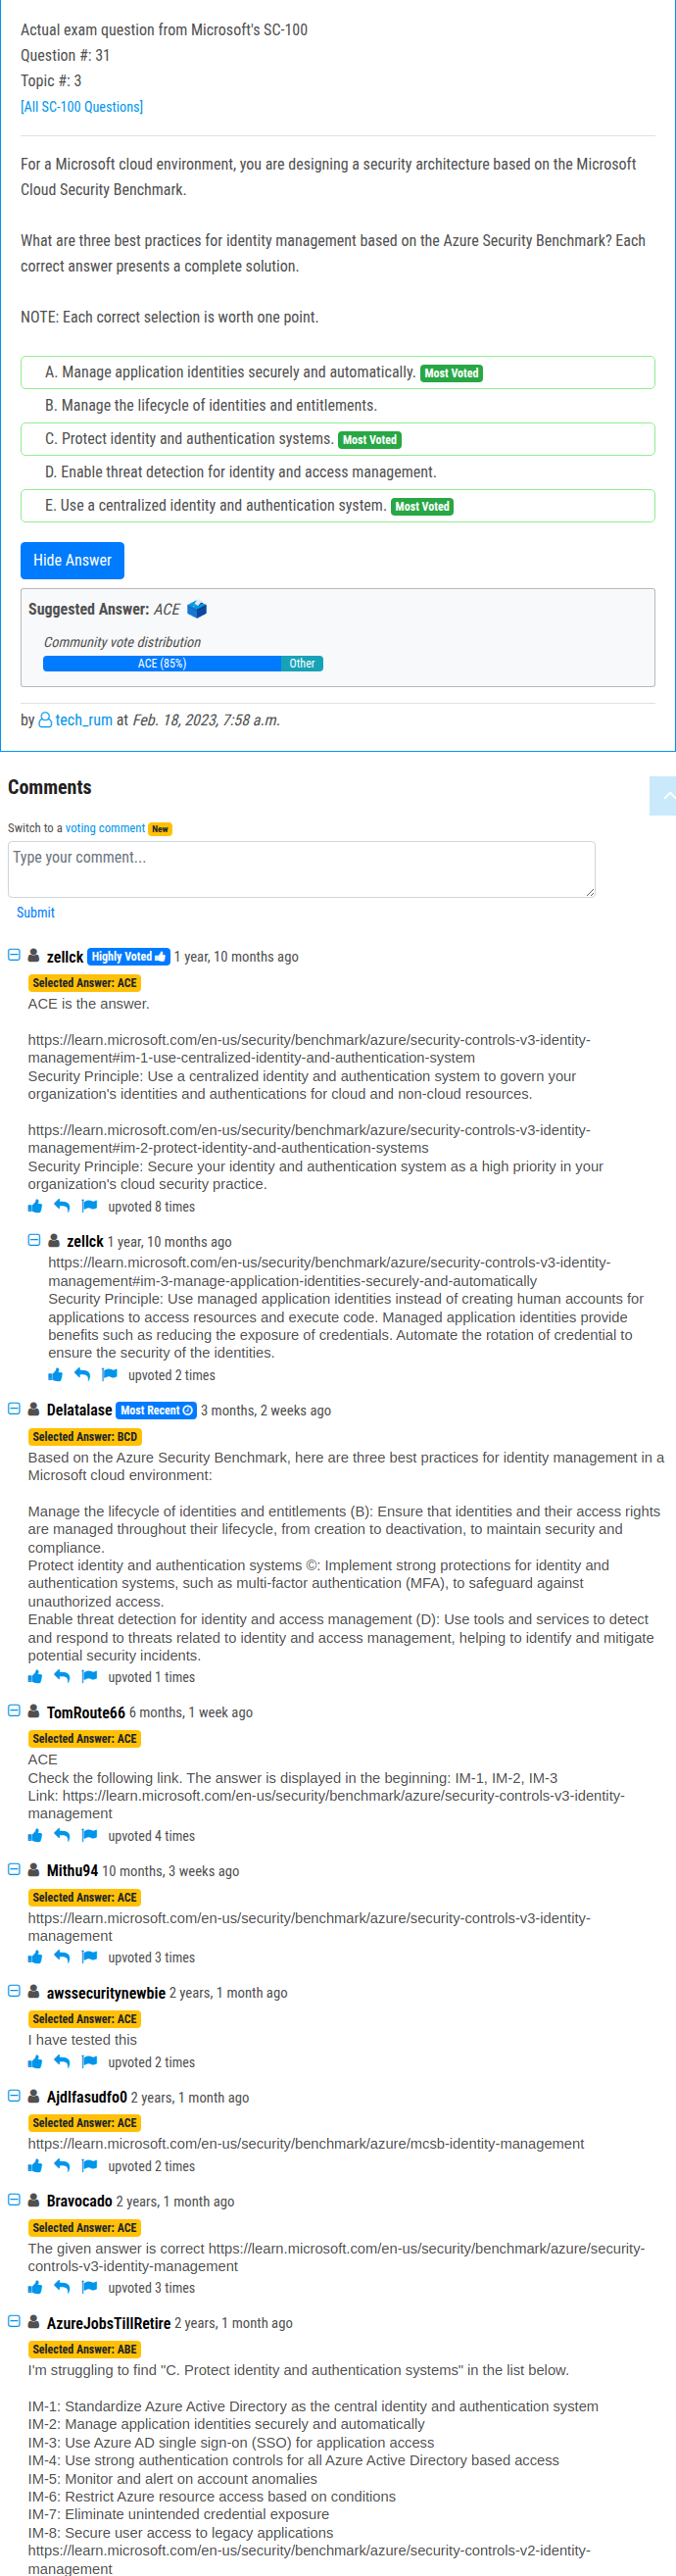 Actual exam question from Microsoft's SC-100
Question #: 31
Topic #: 3
[All SC-100 Questions]
For a Microsoft cloud environment, you are designing a security architecture based on the Microsoft
Cloud Security Benchmark.
What are three best practices for identity management based on the Azure Security Benchmark? Each
correct answer presents a complete solution.
NOTE: Each correct selection is worth one point.
A. Manage application identities securely and automatically. Most Voted
B. Manage the lifecycle of identities and entitlements.
C. Protect identity and authentication systems. Most Voted
D. Enable threat detection for identity and access management.
E. Use a centralized identity and authentication system. Most Voted
Hide Answer
Suggested Answer: ACE
Community vote distribution
ACE (85%) Other
by tech_rum at Feb. 18, 2023, 7:58 a.m.
Comments
Switch to a voting comment New
Type your comment...
Submit
zellck Highly Voted 1 year, 10 months ago
Selected Answer: ACE
ACE is the answer.
https://learn.microsoft.com/en-us/security/benchmark/azure/security-controls-v3-identity-
management#im-1-use-centralized-identity-and-authentication-system
Security Principle: Use a centralized identity and authentication system to govern your
organization's identities and authentications for cloud and non-cloud resources.
https://learn.microsoft.com/en-us/security/benchmark/azure/security-controls-v3-identity-
management#im-2-protect-identity-and-authentication-systems
Security Principle: Secure your identity and authentication system as a high priority in your
organization's cloud security practice.
upvoted 8 times
zellck 1 year, 10 months ago
https://learn.microsoft.com/en-us/security/benchmark/azure/security-controls-v3-identity-
management#im-3-manage-application-identities-securely-and-automatically
Security Principle: Use managed application identities instead of creating human accounts for
applications to access resources and execute code. Managed application identities provide
benefits such as reducing the exposure of credentials. Automate the rotation of credential to
ensure the security of the identities.
upvoted 2 times
Delatalase Most Recent 3 months, 2 weeks ago
Selected Answer: BCD
Based on the Azure Security Benchmark, here are three best practices for identity management in a
Microsoft cloud environment:
Manage the lifecycle of identities and entitlements (B): Ensure that identities and their access rights
are managed throughout their lifecycle, from creation to deactivation, to maintain security and
compliance.
Protect identity and authentication systems ©: Implement strong protections for identity and
authentication systems, such as multi-factor authentication (MFA), to safeguard against
unauthorized access.
Enable threat detection for identity and access management (D): Use tools and services to detect
and respond to threats related to identity and access management, helping to identify and mitigate
potential security incidents.
upvoted 1 times
TomRoute66 6 months, 1 week ago
Selected Answer: ACE
ACE
Check the following link. The answer is displayed in the beginning: IM-1, IM-2, IM-3
Link: https://learn.microsoft.com/en-us/security/benchmark/azure/security-controls-v3-identity-
management
upvoted 4 times
Mithu94 10 months, 3 weeks ago
Selected Answer: ACE
https://learn.microsoft.com/en-us/security/benchmark/azure/security-controls-v3-identity-
management
upvoted 3 times
awssecuritynewbie 2 years, 1 month ago
Selected Answer: ACE
I have tested this
upvoted 2 times
Ajdlfasudfo0 2 years, 1 month ago
Selected Answer: ACE
https://learn.microsoft.com/en-us/security/benchmark/azure/mcsb-identity-management
upvoted 2 times
Bravocado 2 years, 1 month ago
Selected Answer: ACE
The given answer is correct https://learn.microsoft.com/en-us/security/benchmark/azure/security-
controls-v3-identity-management
upvoted 3 times
AzureJobsTillRetire 2 years, 1 month ago
Selected Answer: ABE
I'm struggling to find "C. Protect identity and authentication systems" in the list below.
IM-1: Standardize Azure Active Directory as the central identity and authentication system
IM-2: Manage application identities securely and automatically
IM-3: Use Azure AD single sign-on (SSO) for application access
IM-4: Use strong authentication controls for all Azure Active Directory based access
IM-5: Monitor and alert on account anomalies
IM-6: Restrict Azure resource access based on conditions
IM-7: Eliminate unintended credential exposure
IM-8: Secure user access to legacy applications
https://learn.microsoft.com/en-us/security/benchmark/azure/security-controls-v2-identity-
management